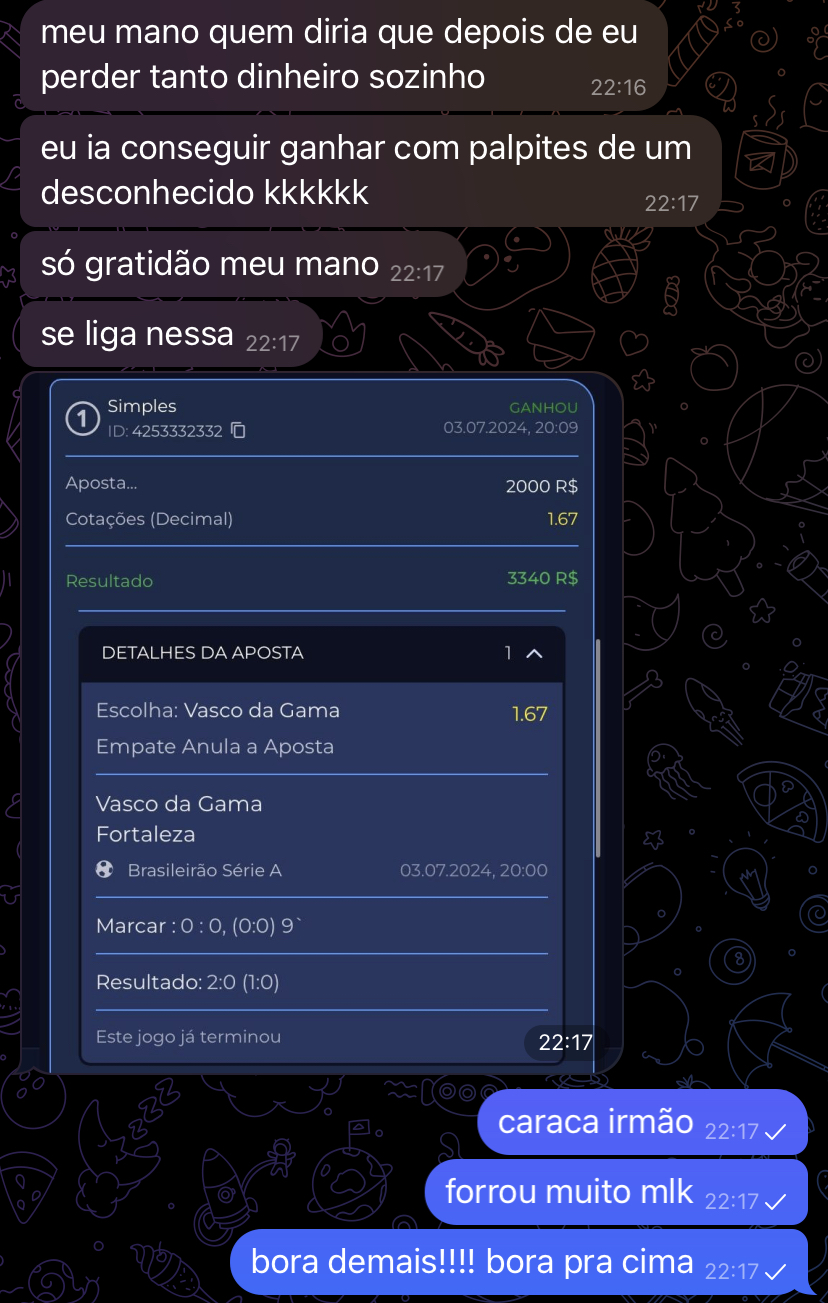 meu mano quem diria que depois de eu
perder tanto dinheiro sozinho 22:16
eu ia conseguir ganhar com palpites de um
desconhecido kkkkkk 22:17
só gratidão meu mano 22:17
se liga nessa 22:17
1 Simples GANHOU
ID: 4253332332 03.07.2024, 20:09
Aposta... 2000 R$
Cotações (Decimal) 1.67
Resultado 3340 R$
DETALHES DA APOSTA 1
Escolha: Vasco da Gama 1.67
Empate Anula a Aposta
Vasco da Gama
Fortaleza
Brasileirão Série A 03.07.2024, 20:00
Marcar : 0 : 0, (0:0) 9`
Resultado: 2:0 (1:0)
Este jogo já terminou
22:17
caraca irmão 22:17
forrou muito mlk 22:17
bora demais!!!! bora pra cima 22:17